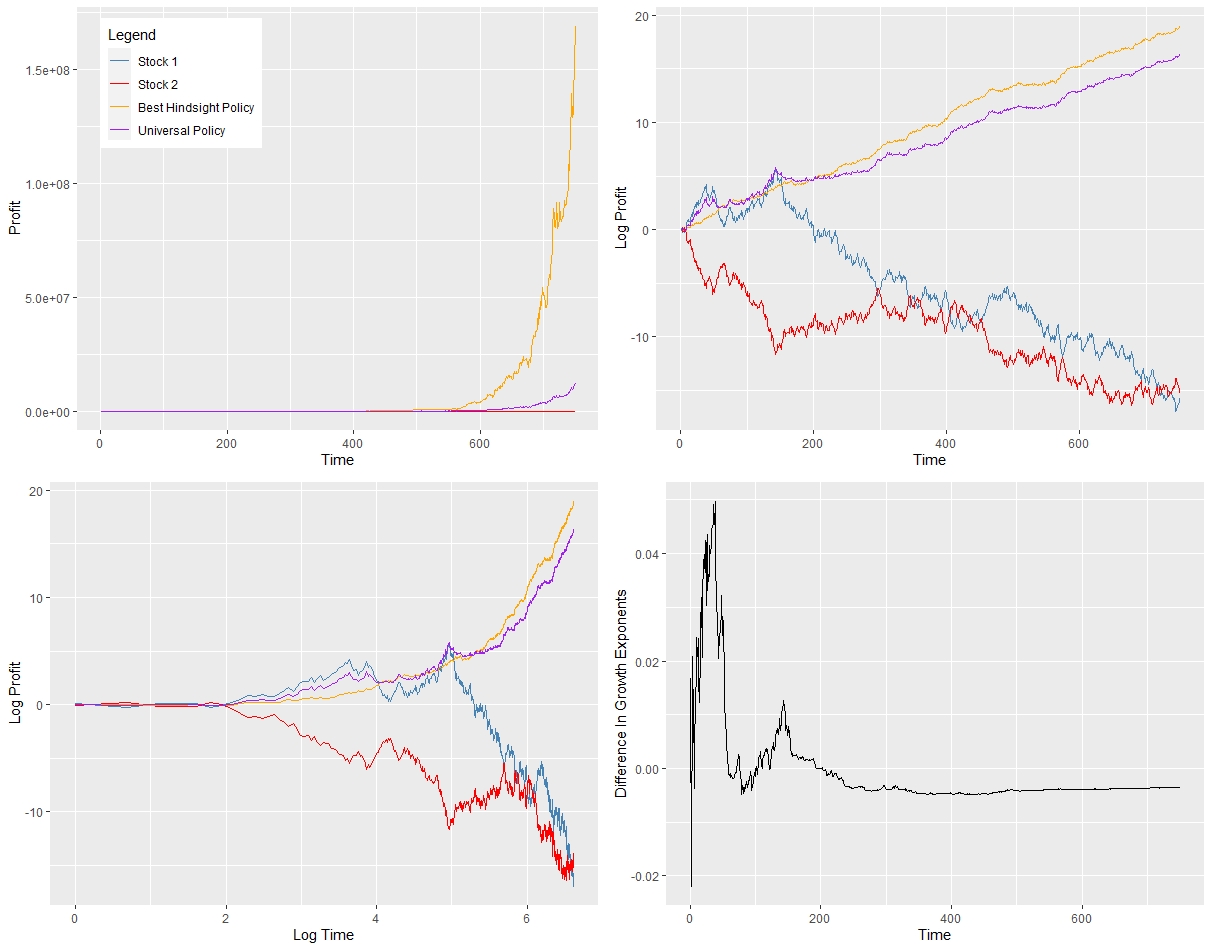 Legend
Stock 1
Stock 2
Best Hindsight Policy
Universal Policy
1.5e+08
1.0e+08
5.0e+07
0.0e+00
Profit
0 200 400 600
Time
20
10
0
-10
Log Profit
0 200 400 600
Time
20
10
0
-10
Log Profit
0 2 4 6
Log Time
0.04
0.02
0.00
-0.02
Difference In Growth Exponents
0 200 400 600
Time